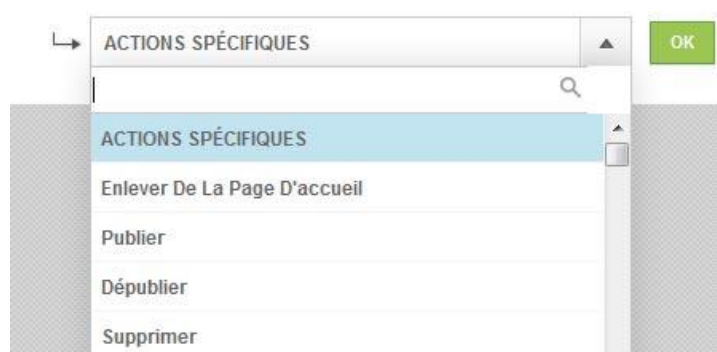 ACTIONS SPÉCIFIQUES
OK
ACTIONS SPÉCIFIQUES
Enlever De La Page D'accueil
Publier
Dépublier
Supprimer